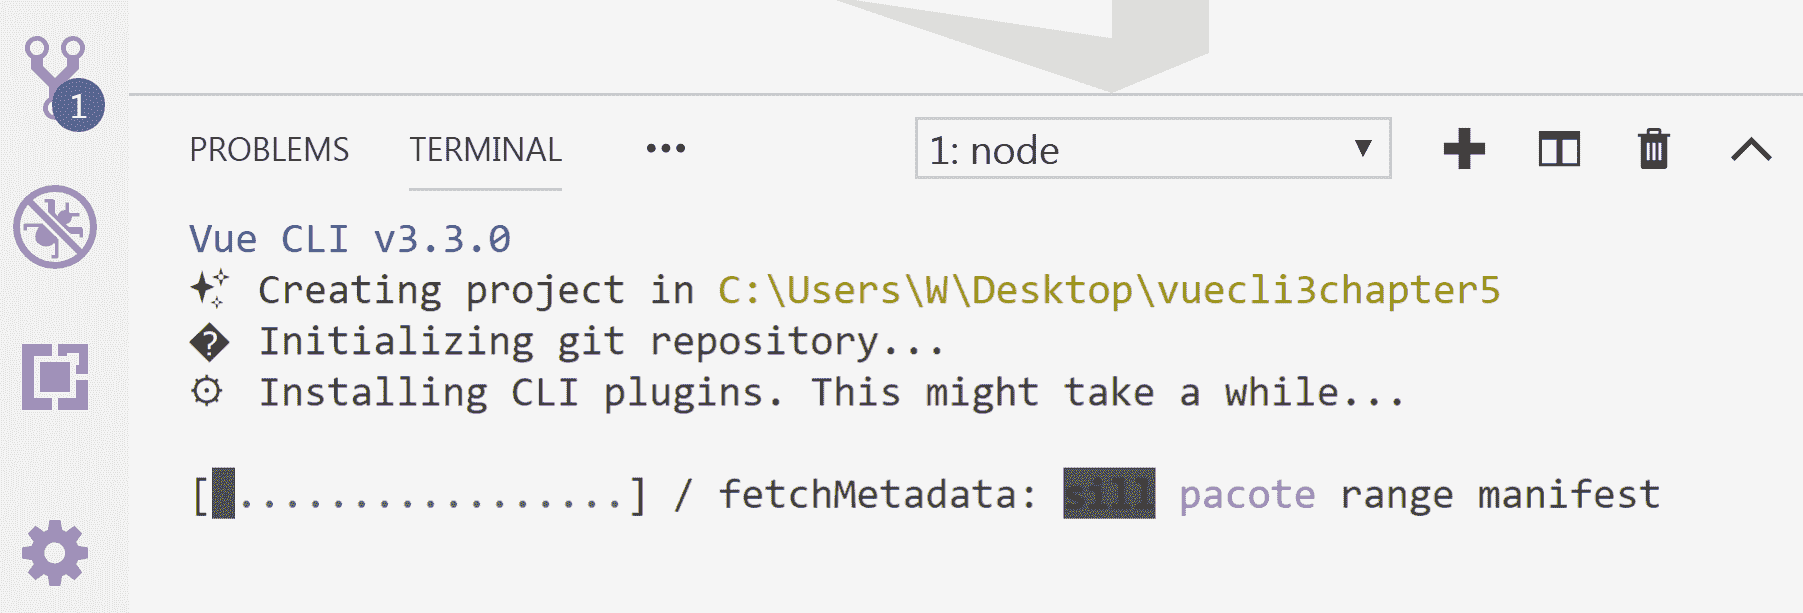 1
PROBLEMS TERMINAL ••• 1: node
Vue CLI v3.3.0
✨ Creating project in C:\Users\W\Desktop\vuecli3chapter5
� Initializing git repository...
⚙ Installing CLI plugins. This might take a while...
[ .................] / fetchMetadata: sill pacote range manifest